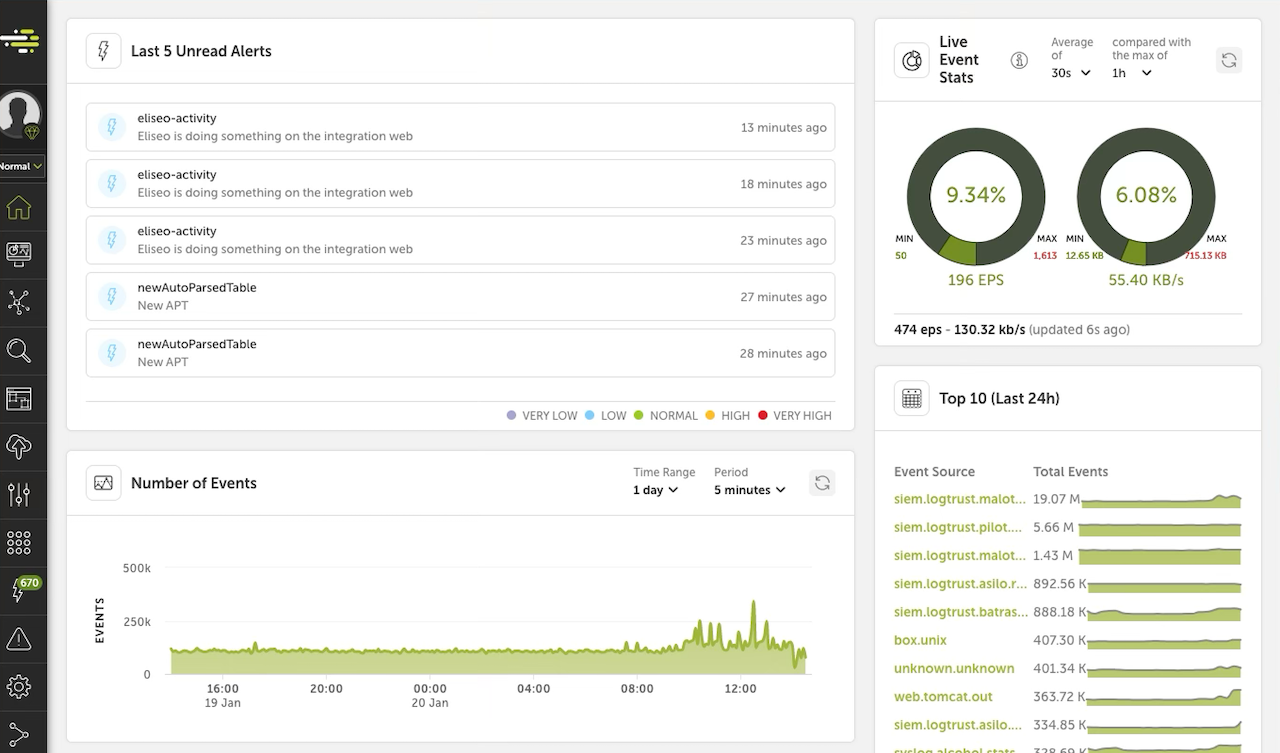 Normal
670
Last 5 Unread Alerts
eliseo-activity
Eliseo is doing something on the integration web
13 minutes ago
eliseo-activity
Eliseo is doing something on the integration web
18 minutes ago
eliseo-activity
Eliseo is doing something on the integration web
23 minutes ago
newAutoParsedTable
New APT
27 minutes ago
newAutoParsedTable
New APT
28 minutes ago
VERY LOW LOW NORMAL HIGH VERY HIGH
Number of Events
Time Range
1 day
Period
5 minutes
EVENTS
500k
250k
0
16:00 20:00 00:00 04:00 08:00 12:00
19 Jan 20 Jan
Live
Event
Stats
Average
of
30s
compared with
the max of
1h
9.34%
MIN MAX
50 1,613
196 EPS
6.08%
MIN MAX
12.65 KB 715.13 KB
55.40 KB/s
474 eps - 130.32 kb/s (updated 6s ago)
Top 10 (Last 24h)
Event Source Total Events
siem.logtrust.malot... 19.07 M
siem.logtrust.pilot.... 5.66 M
siem.logtrust.malot... 1.43 M
siem.logtrust.asilo.r... 892.56 K
siem.logtrust.batras... 888.18 K
box.unix 407.30 K
unknown.unknown 401.34 K
web.tomcat.out 363.72 K
siem.logtrust.asilo.... 334.85 K
syslog.alcohol.stats 328.69 K